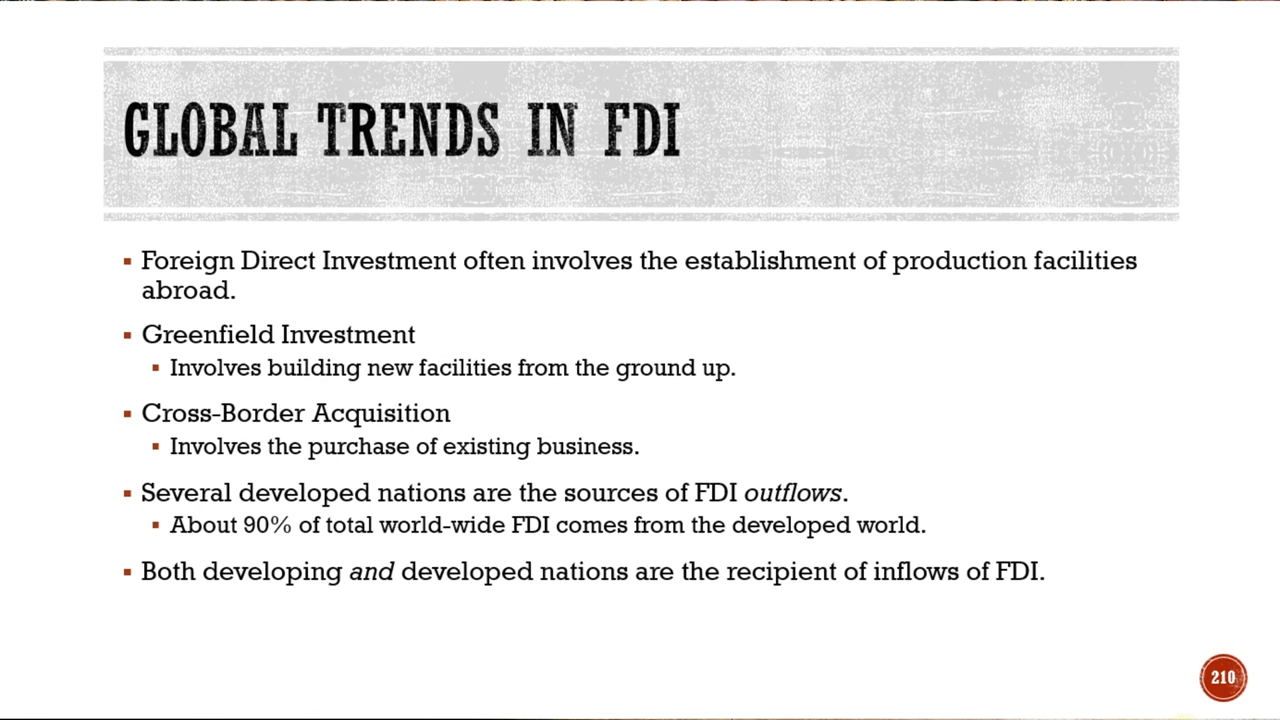 GLOBAL TRENDS IN FDI
▪ Foreign Direct Investment often involves the establishment of production facilities
abroad.
▪ Greenfield Investment
▪ Involves building new facilities from the ground up.
▪ Cross-Border Acquisition
▪ Involves the purchase of existing business.
▪ Several developed nations are the sources of FDI outflows.
▪ About 90% of total world-wide FDI comes from the developed world.
▪ Both developing and developed nations are the recipient of inflows of FDI.
210